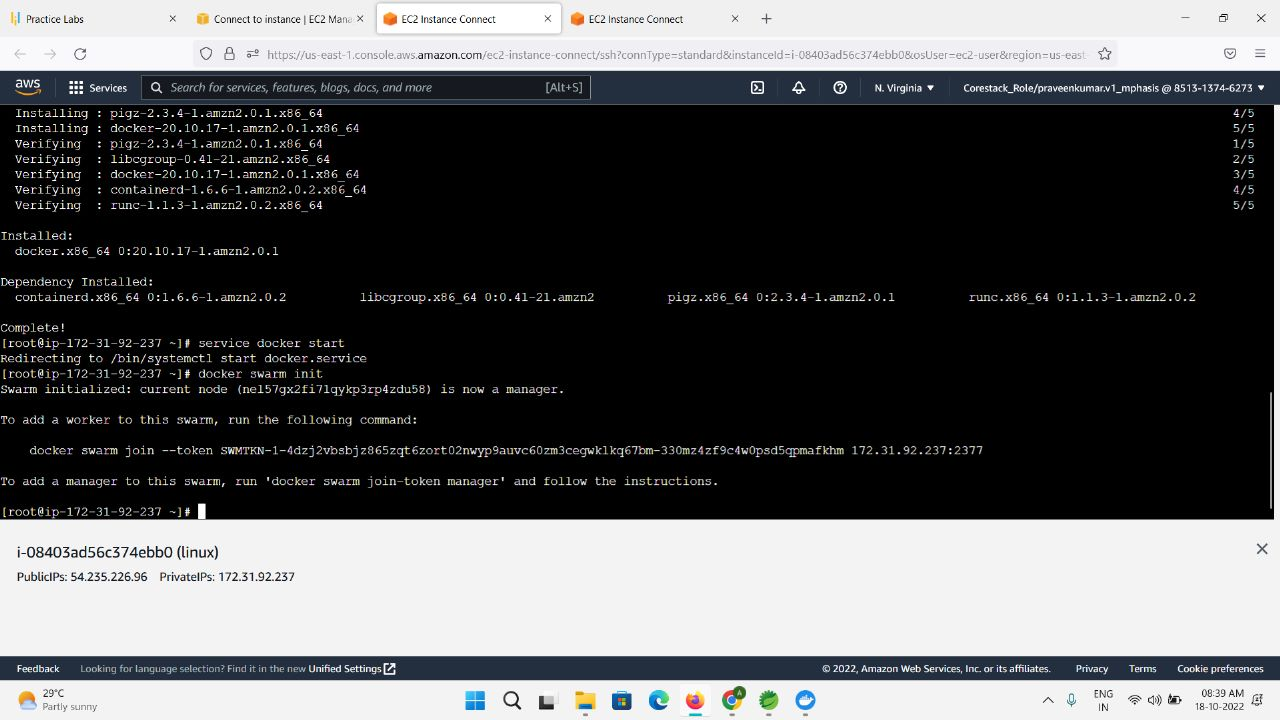 Practice Labs
Connect to instance | EC2 Mana
EC2 Instance Connect
EC2 Instance Connect
https://us-east-1.console.aws.amazon.com/ec2-instance-connect/ssh?connType=standard&instanceId=i-08403ad56c374ebb0&osUser=ec2-user&region=us-east-
aws
Services
Search for services, features, blogs, docs, and more
[Alt+S]
N. Virginia
Corestack_Role/praveenkumar.v1_mphasis @ 8513-1374-6273
Installing : pigz-2.3.4-1.amzn2.0.1.x86_64 4/5
Installing : docker-20.10.17-1.amzn2.0.1.x86_64 5/5
Verifying : pigz-2.3.4-1.amzn2.0.1.x86_64 1/5
Verifying : libcgroup-0.41-21.amzn2.x86_64 2/5
Verifying : docker-20.10.17-1.amzn2.0.1.x86_64 3/5
Verifying : containerd-1.6.6-1.amzn2.0.2.x86_64 4/5
Verifying : runc-1.1.3-1.amzn2.0.2.x86_64 5/5
Installed:
docker.x86_64 0:20.10.17-1.amzn2.0.1
Dependency Installed:
containerd.x86_64 0:1.6.6-1.amzn2.0.2 libcgroup.x86_64 0:0.41-21.amzn2 pigz.x86_64 0:2.3.4-1.amzn2.0.1 runc.x86_64 0:1.1.3-1.amzn2.0.2
Complete!
[root@ip-172-31-92-237 ~]# service docker start
Redirecting to /bin/systemctl start docker.service
[root@ip-172-31-92-237 ~]# docker swarm init
Swarm initialized: current node (nel57gx2fi7lqykp3rp4zdu58) is now a manager.
To add a worker to this swarm, run the following command:
docker swarm join --token SWMTKN-1-4dzj2vbsbjz865zqt6zort02nwyp9auvc60zm3cegwklkq67bm-330mz4zf9c4w0psd5qpmafkhm 172.31.92.237:2377
To add a manager to this swarm, run 'docker swarm join-token manager' and follow the instructions.
[root@ip-172-31-92-237 ~]#
i-08403ad56c374ebb0 (linux)
PublicIPs: 54.235.226.96 PrivateIPs: 172.31.92.237
Feedback
Looking for language selection? Find it in the new Unified Settings
© 2022, Amazon Web Services, Inc. or its affiliates.
Privacy
Terms
Cookie preferences
29°C
Partly sunny
A
ENG
IN
08:39 AM
18-10-2022